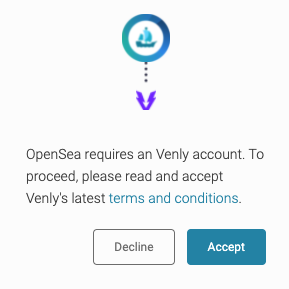 OpenSea requires an Venly account. To
proceed, please read and accept
Venly's latest terms and conditions.
Decline
Accept